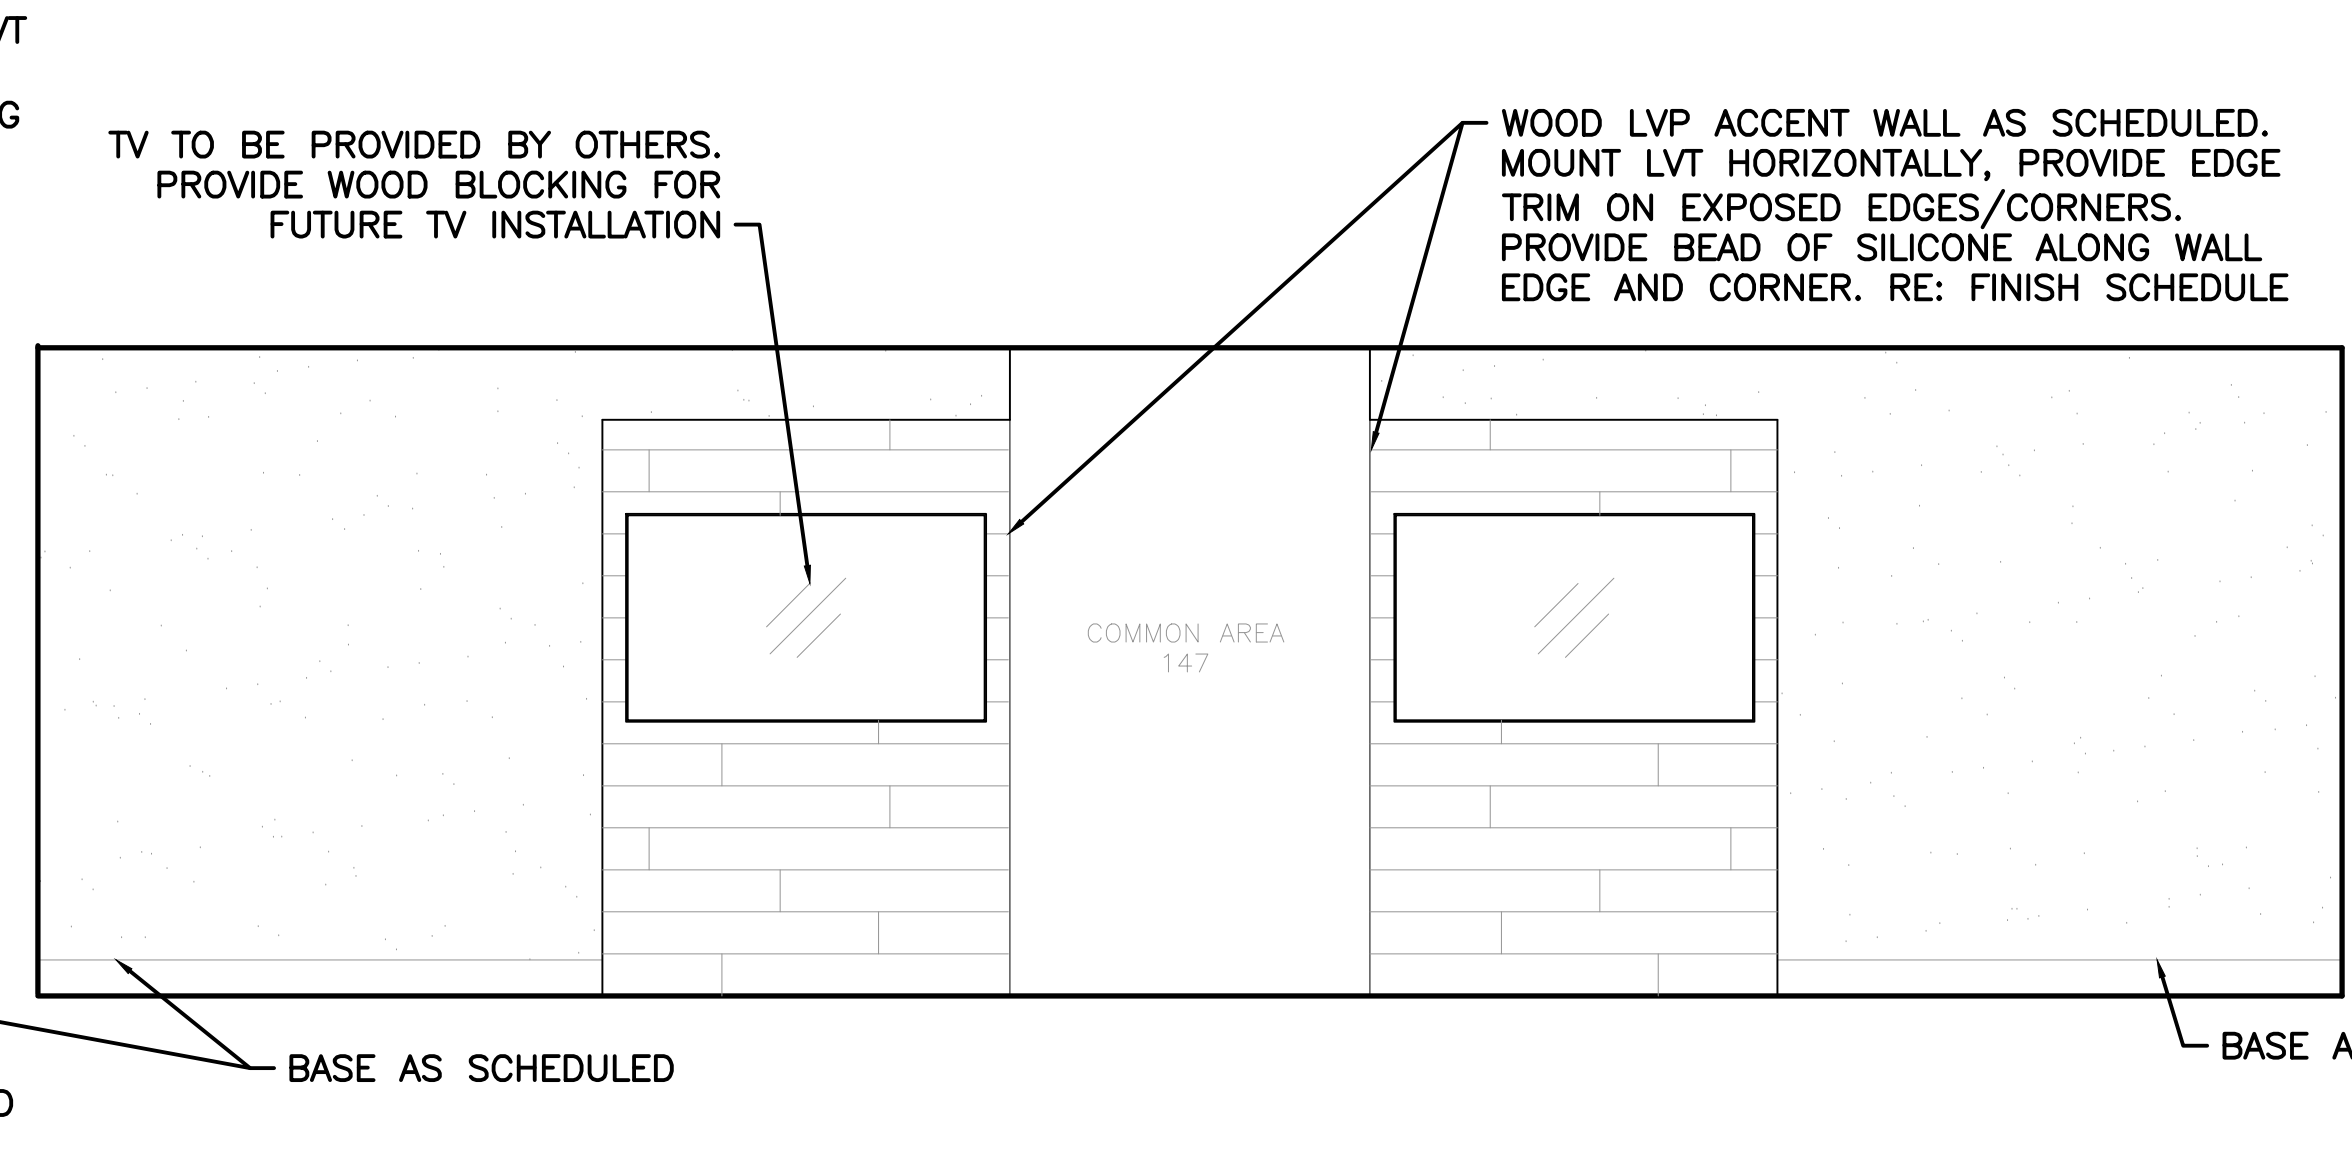 TV TO BE PROVIDED BY OTHERS.
PROVIDE WOOD BLOCKING FOR
FUTURE TV INSTALLATION
WOOD LVP ACCENT WALL AS SCHEDULED.
MOUNT LVT HORIZONTALLY, PROVIDE EDGE
TRIM ON EXPOSED EDGES/CORNERS.
PROVIDE BEAD OF SILICONE ALONG WALL
EDGE AND CORNER. RE: FINISH SCHEDULE
COMMON AREA
147
BASE AS SCHEDULED
BASE